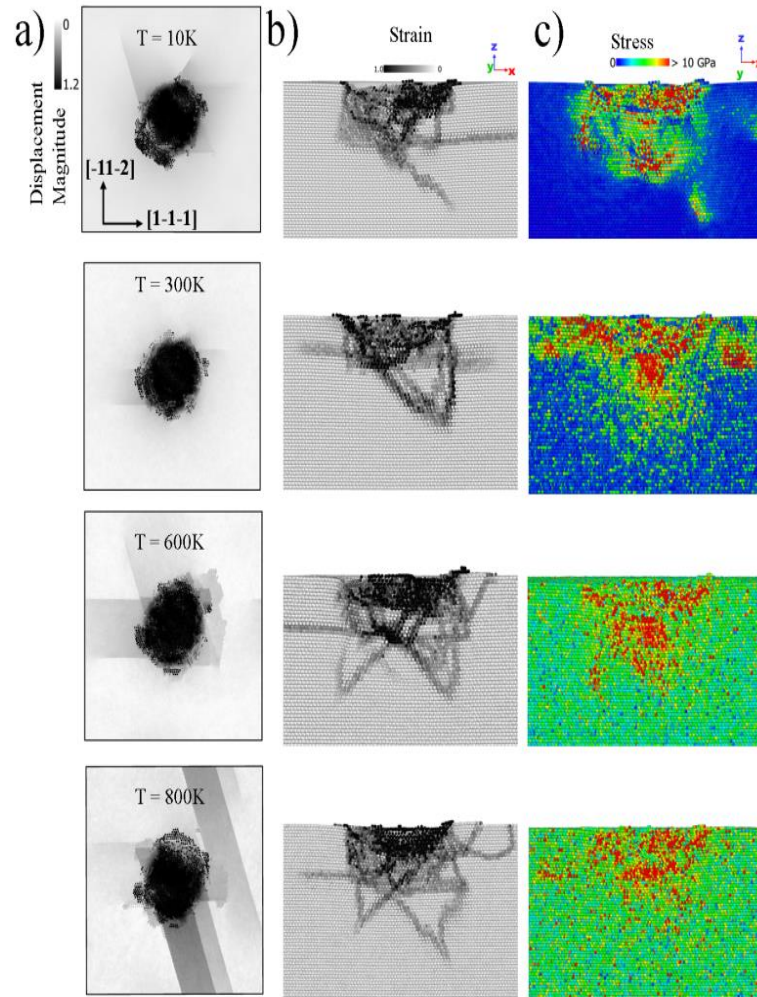 a)
0
1.2
Displacement
Magnitude
T = 10K
[-11-2]
[1-1-1]
b)
Strain
1.0
0
z
y
x
c)
Stress
0
> 10 GPa
z
y
T = 300K
T = 600K
T = 800K